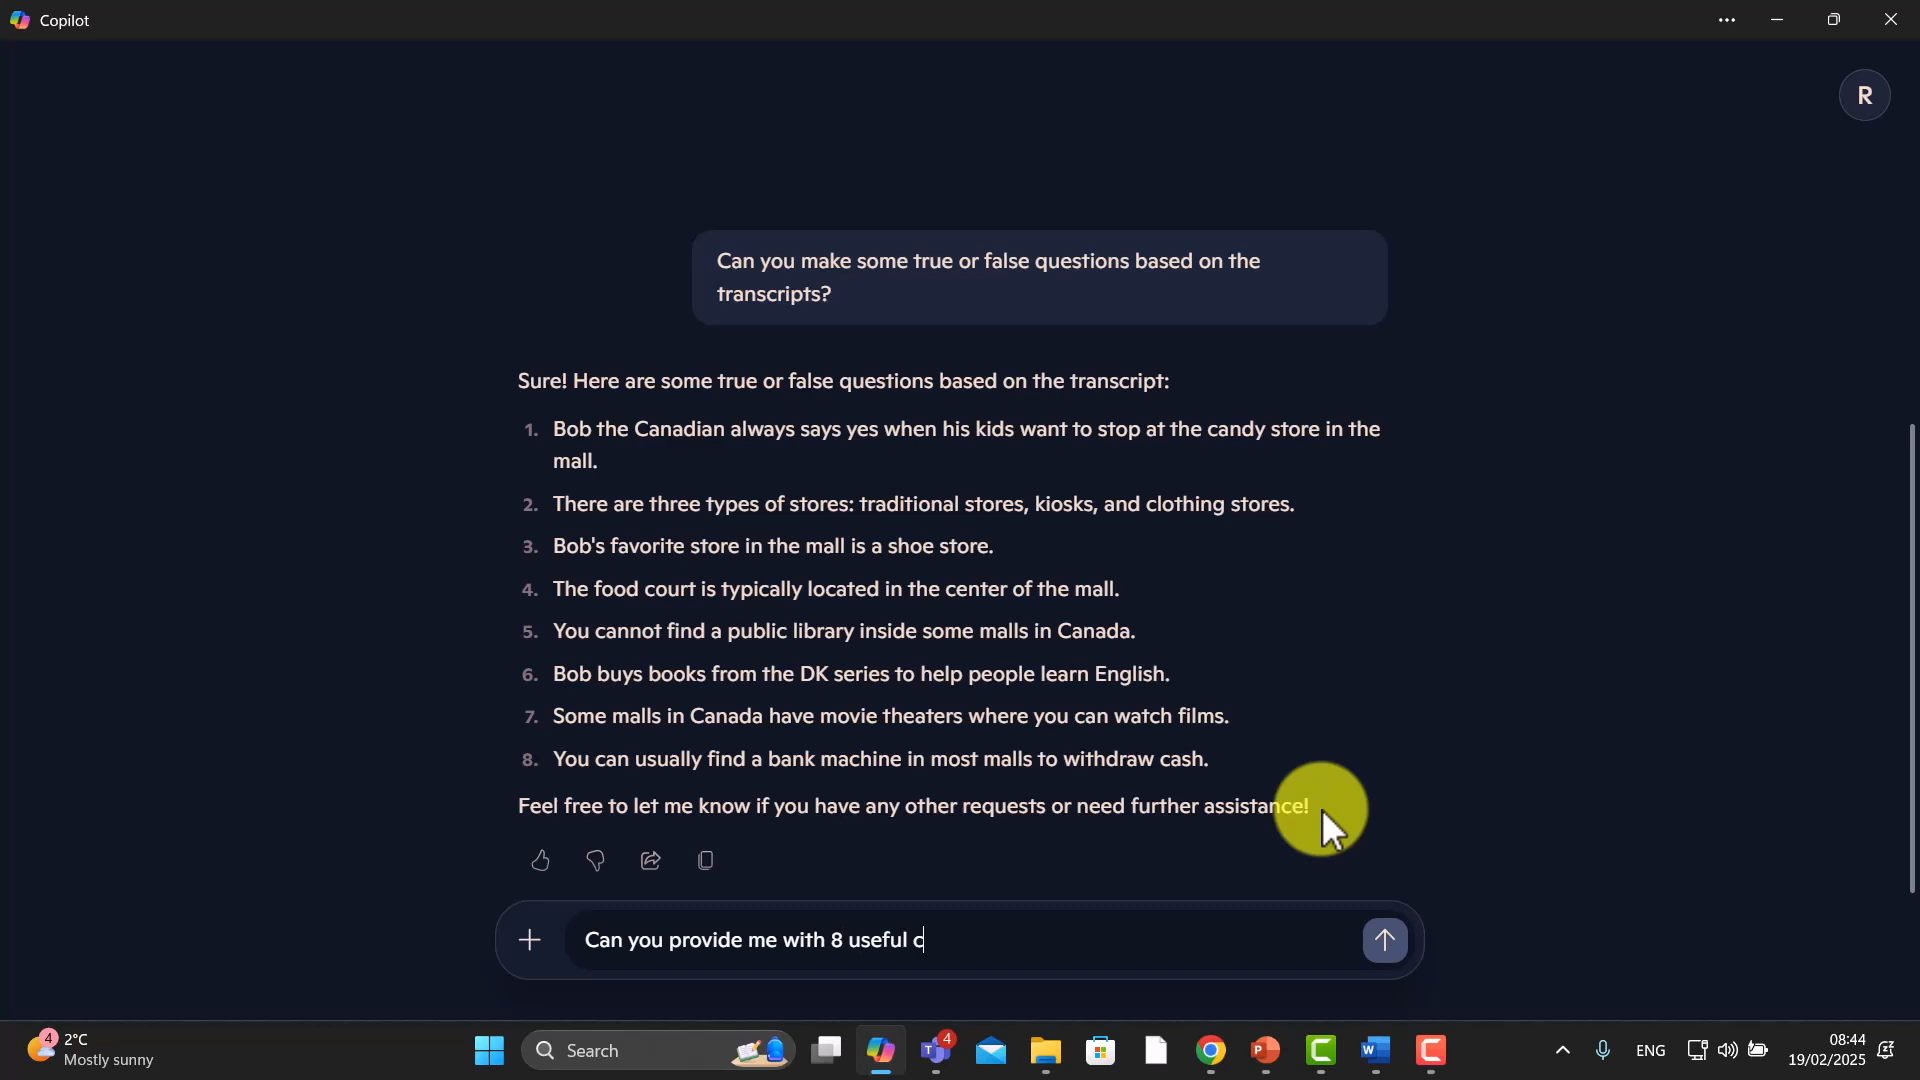 Copilot
R
Can you make some true or false questions based on the
transcripts?
Sure! Here are some true or false questions based on the transcript:
1. Bob the Canadian always says yes when his kids want to stop at the candy store in the
mall.
2. There are three types of stores: traditional stores, kiosks, and clothing stores.
3. Bob's favorite store in the mall is a shoe store.
4. The food court is typically located in the center of the mall.
5. You cannot find a public library inside some malls in Canada.
6. Bob buys books from the DK series to help people learn English.
7. Some malls in Canada have movie theaters where you can watch films.
8. You can usually find a bank machine in most malls to withdraw cash.
Feel free to let me know if you have any other requests or need further assistance!
Can you provide me with 8 useful c
4
2°C
Mostly sunny
Search
T
4
P
W
ENG
08:44
19/02/2025